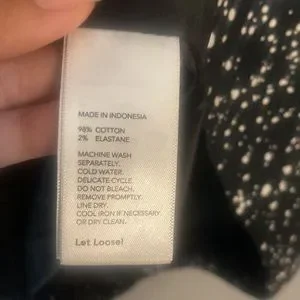 MADE IN INDONESIA
98% COTTON
2% ELASTANE
MACHINE WASH
SEPARATELY.
COLD WATER.
DELICATE CYCLE.
DO NOT BLEACH.
REMOVE PROMPTLY.
LINE DRY.
COOL IRON IF NECESSARY
OR DRY CLEAN.
Let Loose!